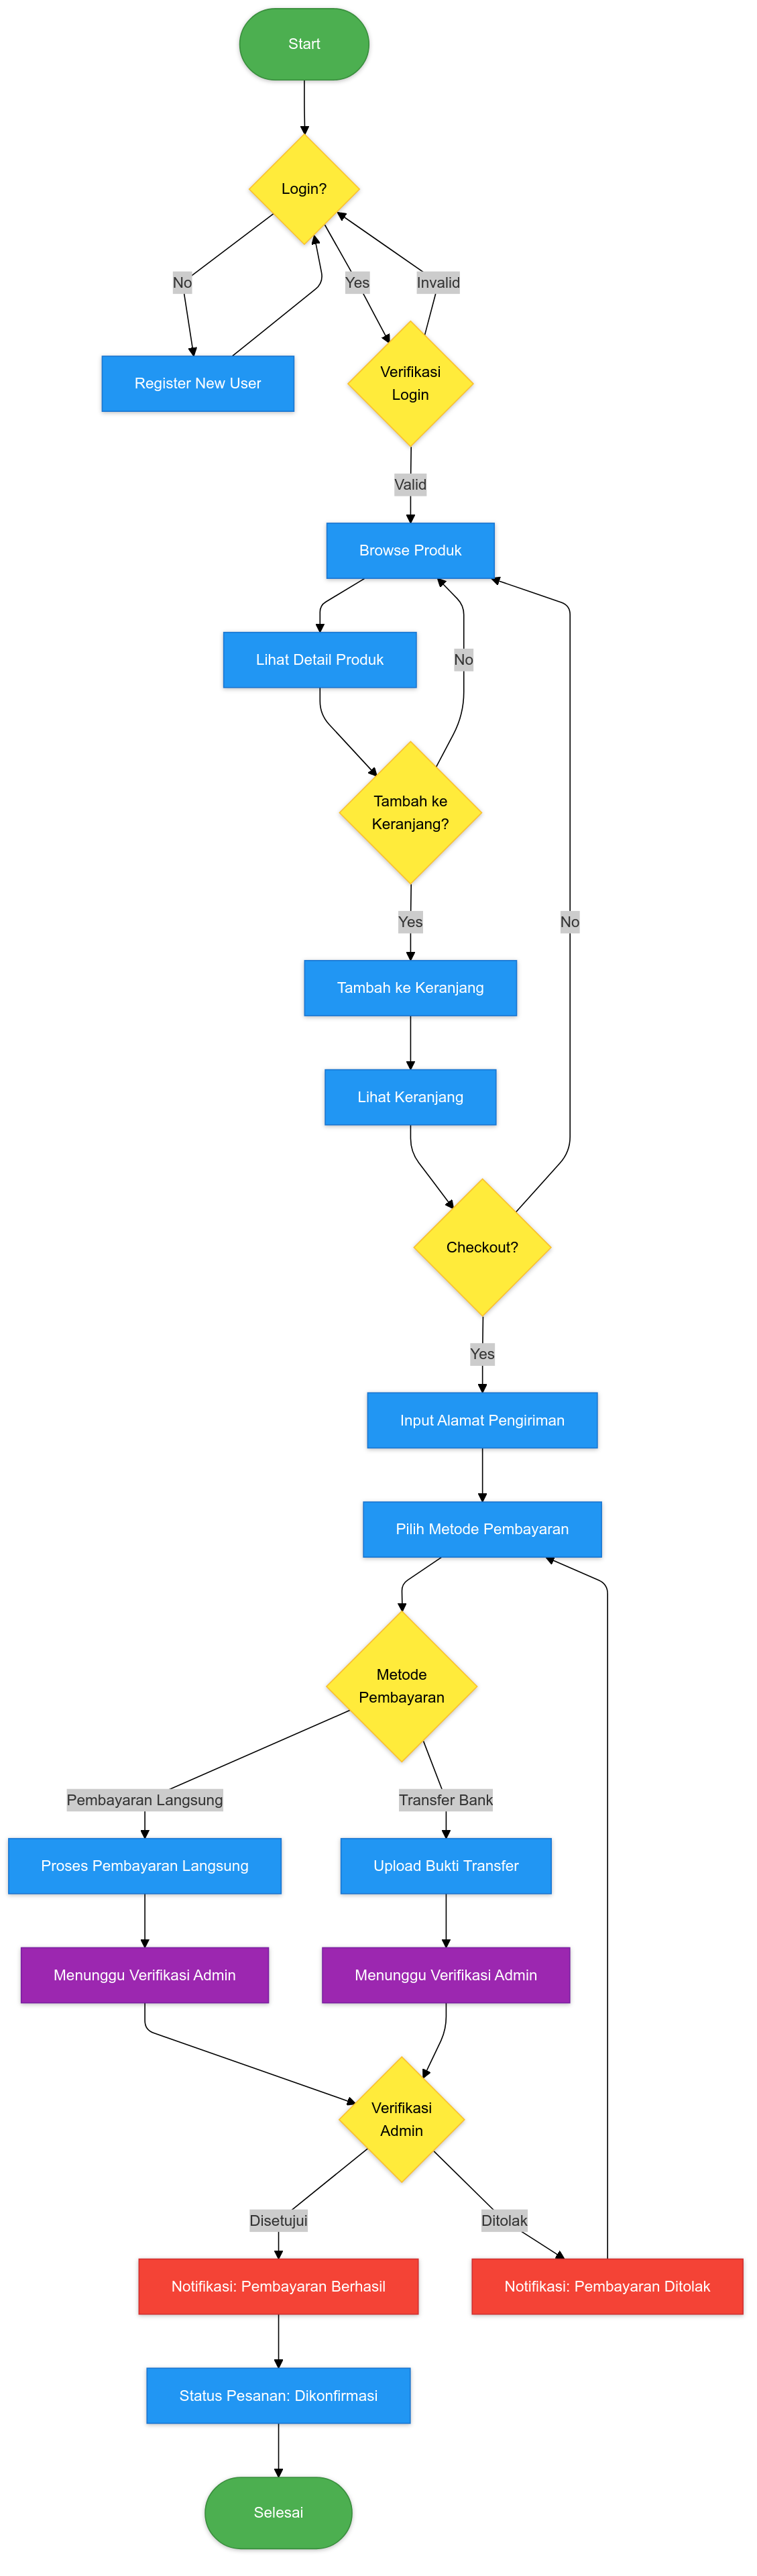 Start
Login?
No
Yes
Invalid
Register New User
Verifikasi
Login
Valid
Browse Produk
Lihat Detail Produk
No
Tambah ke
Keranjang?
Yes
No
Tambah ke Keranjang
Lihat Keranjang
Checkout?
Yes
Input Alamat Pengiriman
Pilih Metode Pembayaran
Metode
Pembayaran
Pembayaran Langsung
Transfer Bank
Proses Pembayaran Langsung
Upload Bukti Transfer
Menunggu Verifikasi Admin
Menunggu Verifikasi Admin
Verifikasi
Admin
Disetujui
Ditolak
Notifikasi: Pembayaran Berhasil
Notifikasi: Pembayaran Ditolak
Status Pesanan: Dikonfirmasi
Selesai